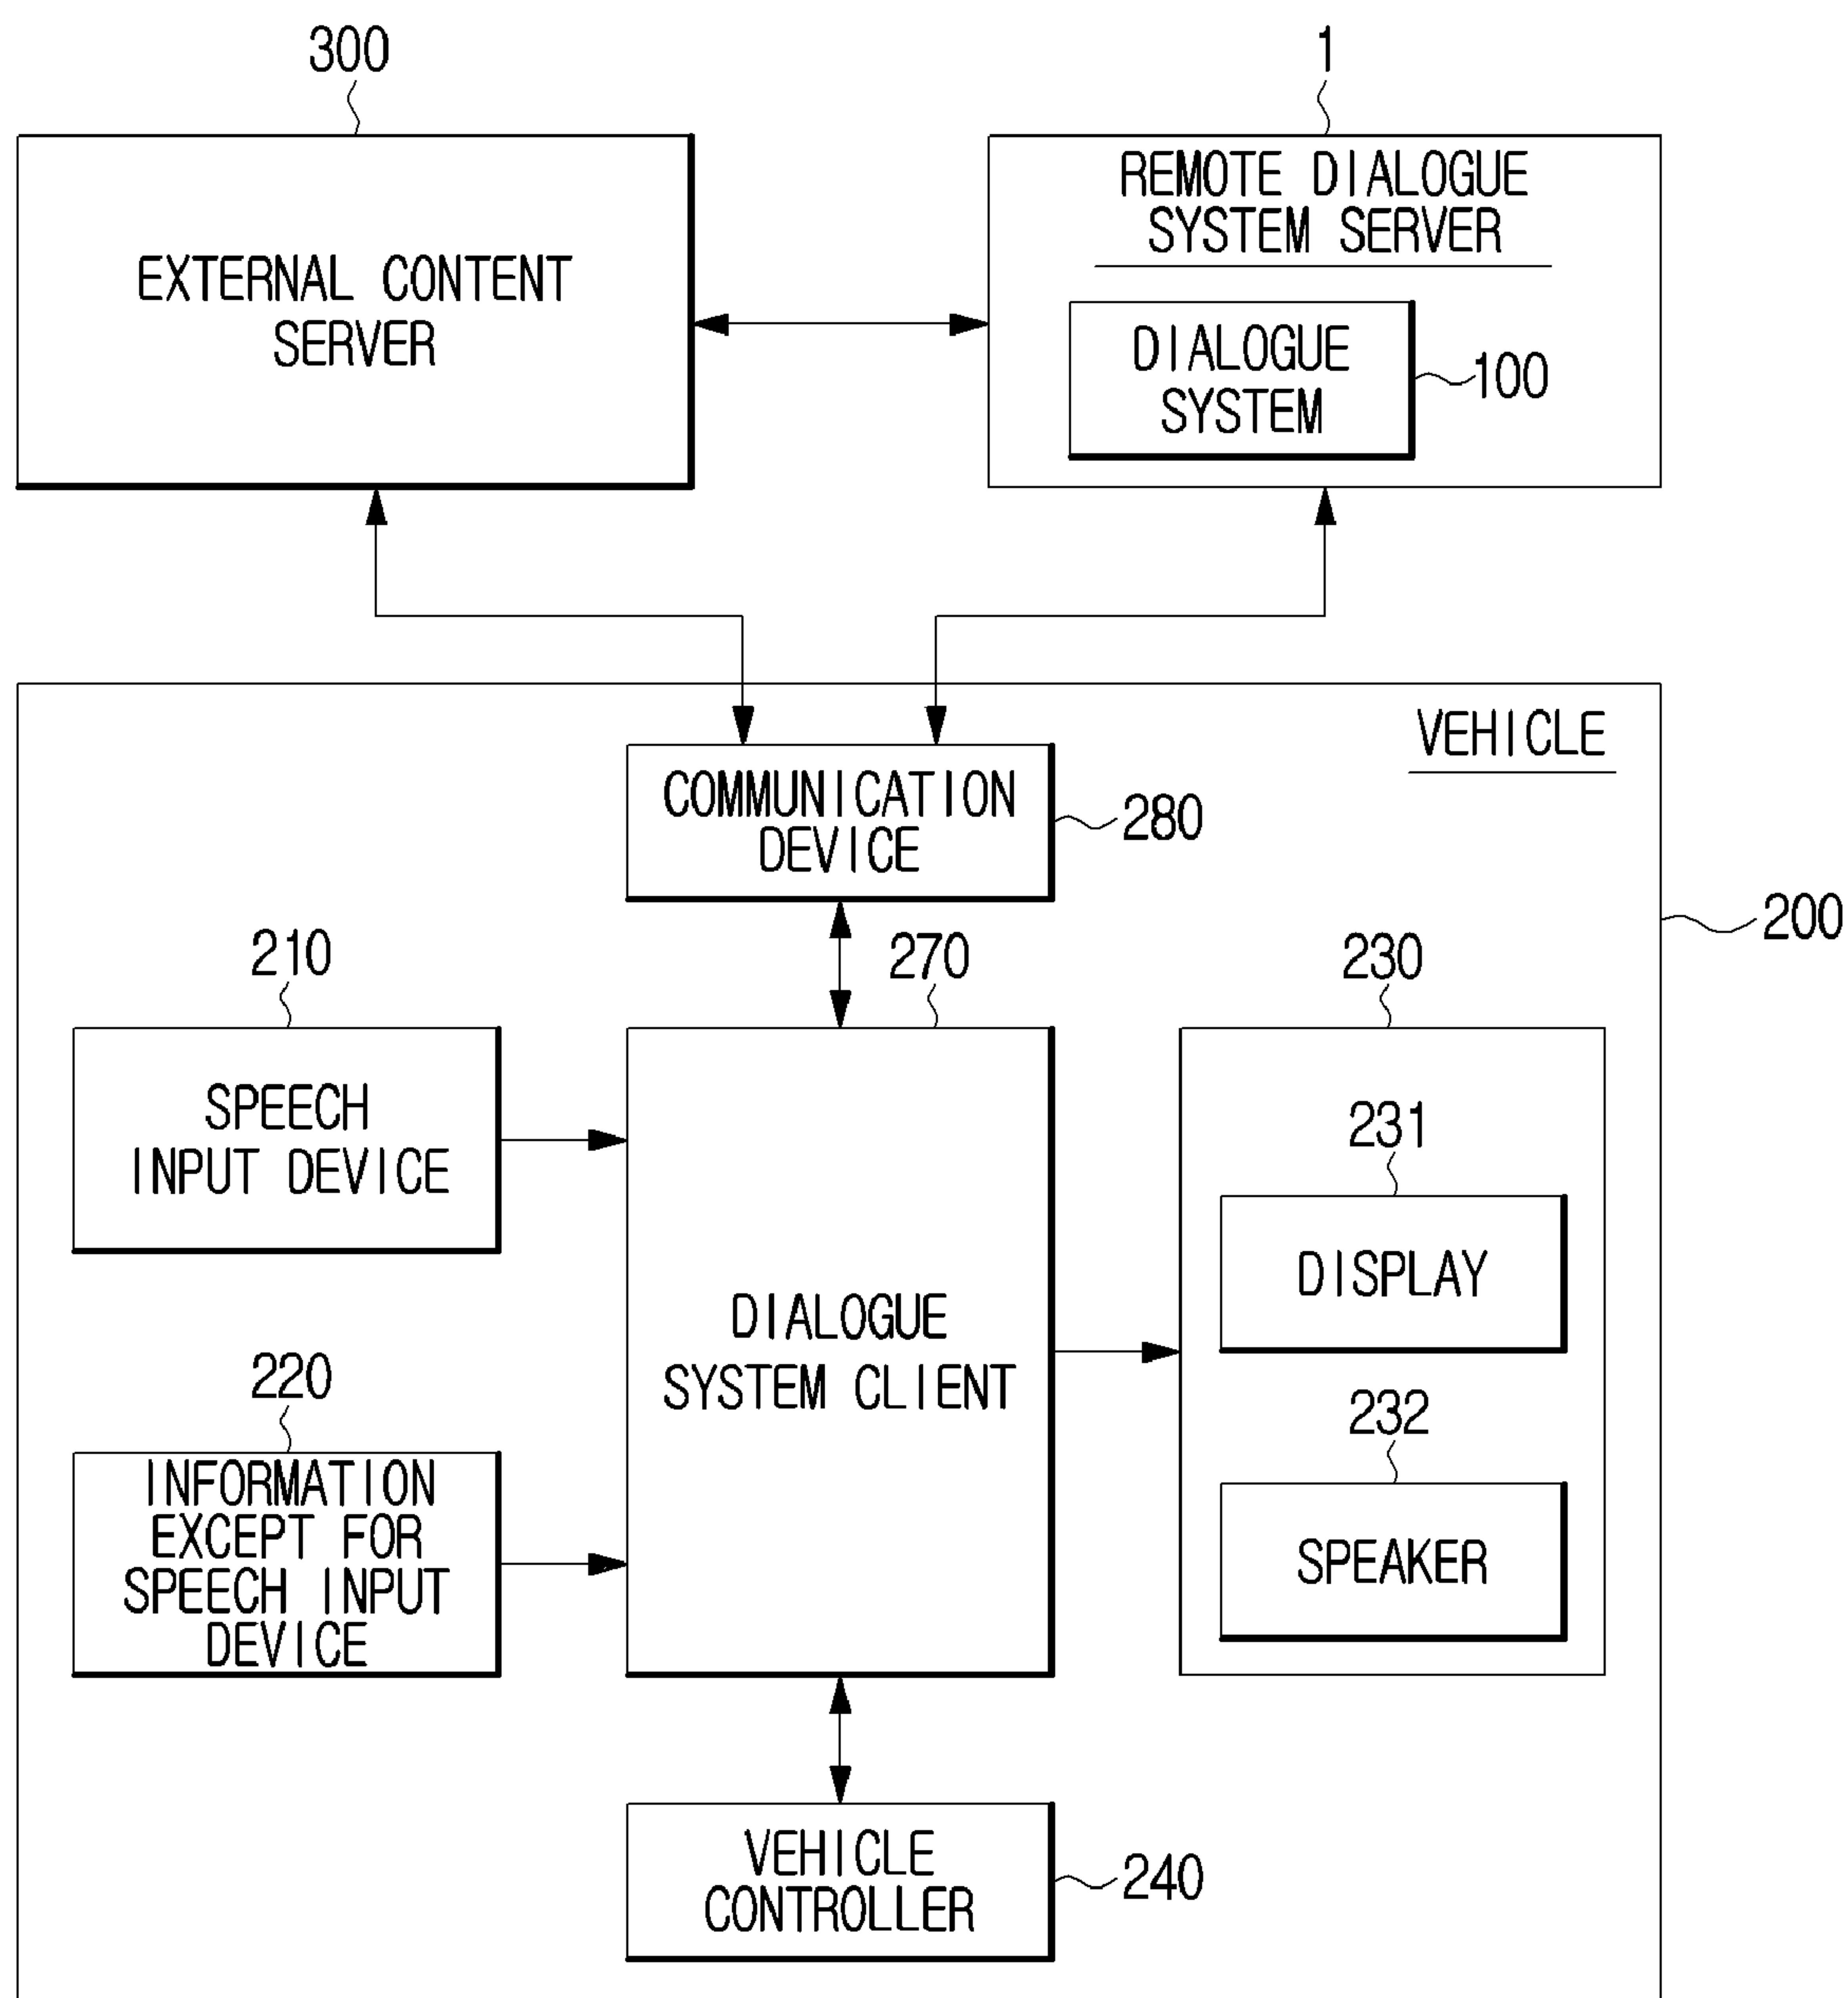 300
1
EXTERNAL CONTENT
SERVER
REMOTE DIALOGUE
SYSTEM SERVER
DIALOGUE
SYSTEM
100
VEHICLE
COMMUNICATION
DEVICE
280
200
210
270
230
SPEECH
INPUT DEVICE
231
DISPLAY
DIALOGUE
SYSTEM CLIENT
220
232
INFORMATION
EXCEPT FOR
SPEECH INPUT
DEVICE
SPEAKER
VEHICLE
CONTROLLER
240